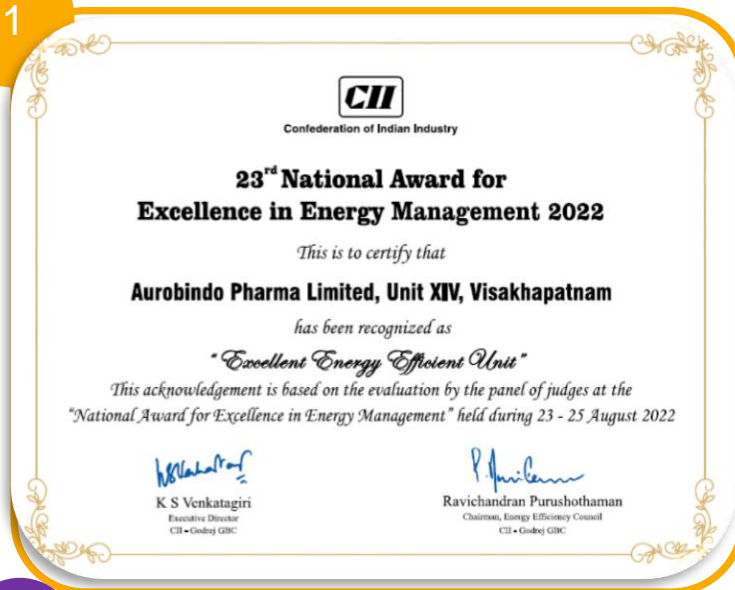 1
CII
Confederation of Indian Industry
23rd National Award for
Excellence in Energy Management 2022
This is to certify that
Aurobindo Pharma Limited, Unit XIV, Visakhapatnam
has been recognized as
"Excellent Energy Efficient Unit"
This acknowledgement is based on the evaluation by the panel of judges at the
"National Award for Excellence in Energy Management" held during 23 - 25 August 2022
K S Venkatagiri
Executive Director
CII - Godrej GBC
Ravichandran Purushothaman
Chairman, Energy Efficiency Council
CII - Godrej GBC